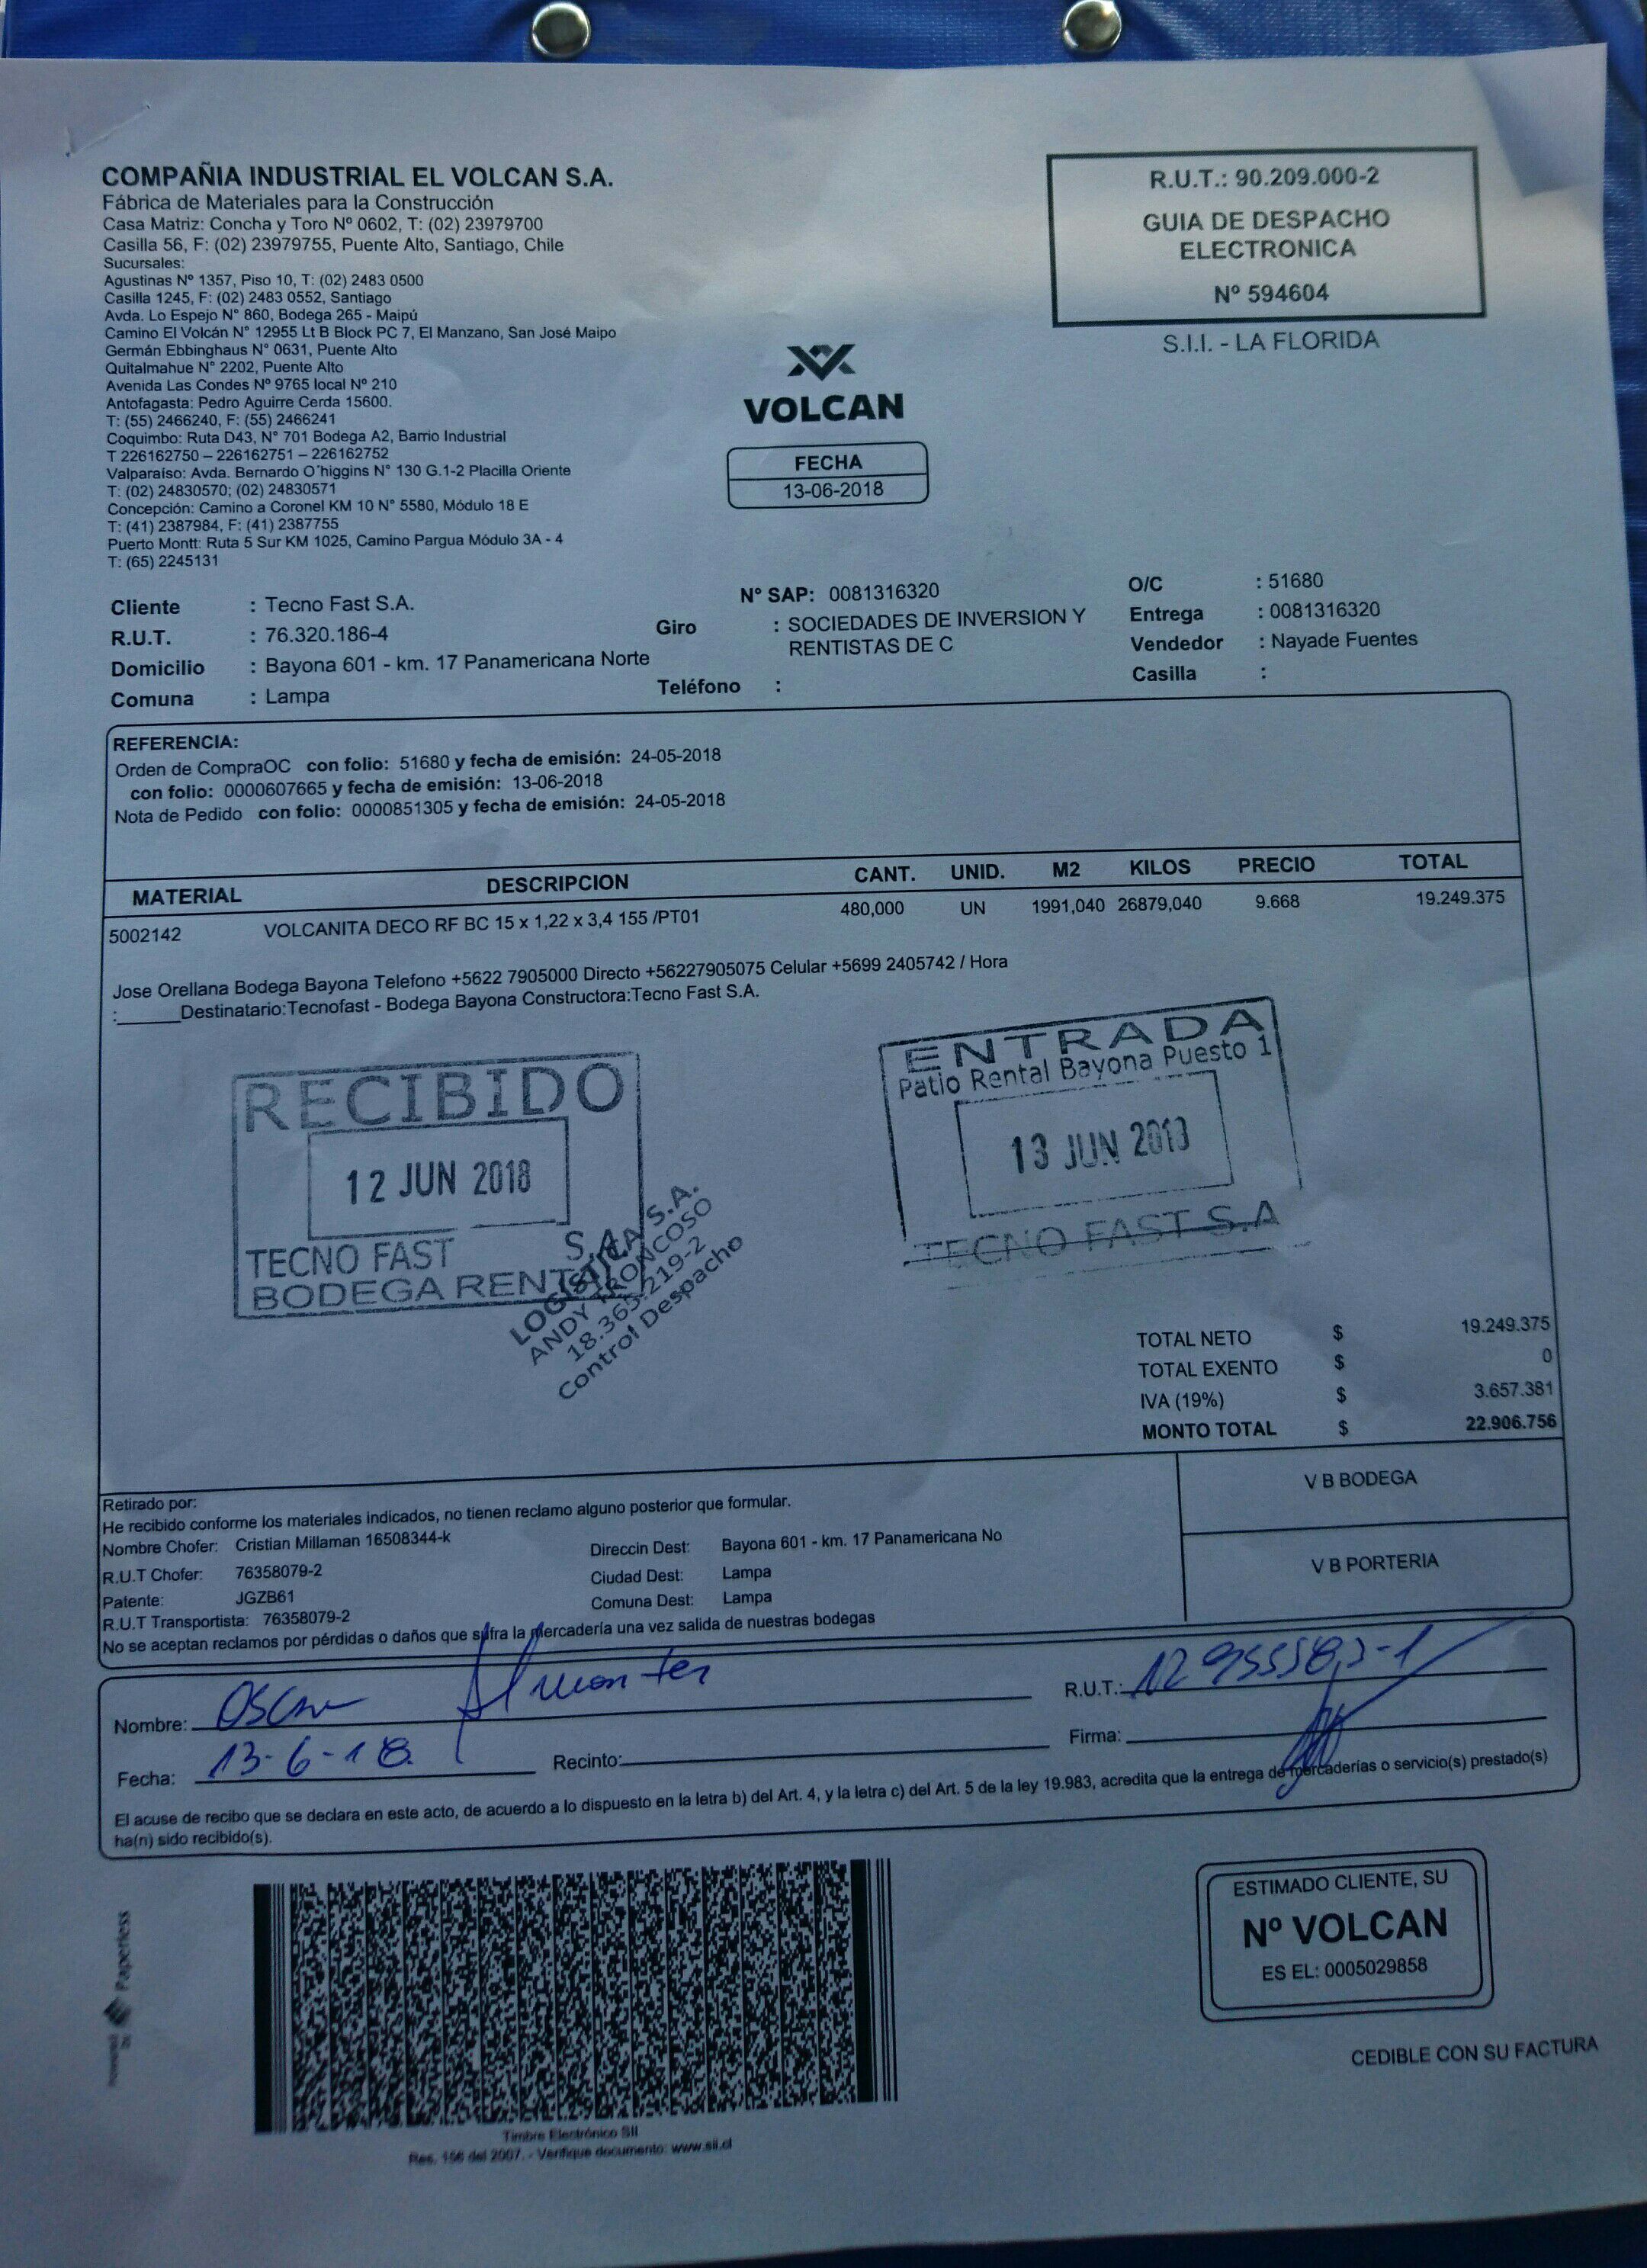 COMPAÑIA INDUSTRIAL EL VOLCAN S.A.
Fábrica de Materiales para la Construcción
Casa Matriz: Concha y Toro Nº 0602, T: (02) 23979700
Casilla 56, F: (02) 23979755, Puente Alto, Santiago, Chile
Sucursales:
Agustinas Nº 1357, Piso 10, T: (02) 2483 0500
Casilla 1245, F: (02) 2483 0552, Santiago
Avda. Lo Espejo N° 860, Bodega 265 - Maipú
Camino El Volcán N° 12955 Lt B Block PC 7, El Manzano, San José Maipo
Germán Ebbinghaus N° 0631, Puente Alto
Quitalmahue N° 2202, Puente Alto
Avenida Las Condes Nº 9765 local Nº 210
Antofagasta: Pedro Aguirre Cerda 15600.
T: (55) 2466240, F: (55) 2466241
Coquimbo: Ruta D43, N° 701 Bodega A2, Barrio Industrial
T 226162750 – 226162751 – 226162752
Valparaíso: Avda. Bernardo O´higgins N° 130 G.1-2 Placilla Oriente
T: (02) 24830570; (02) 24830571
Concepción: Camino a Coronel KM 10 N° 5580, Módulo 18 E
T: (41) 2387984, F: (41) 2387755
Puerto Montt: Ruta 5 Sur KM 1025, Camino Pargua Módulo 3A - 4
T: (65) 2245131
R.U.T.: 90.209.000-2
GUIA DE DESPACHO
ELECTRONICA
Nº 594604
S.I.I. - LA FLORIDA
VOLCAN
FECHA
13-06-2018
Cliente : Tecno Fast S.A.
R.U.T. : 76.320.186-4
Domicilio : Bayona 601 - km. 17 Panamericana Norte
Comuna : Lampa
N° SAP: 0081316320
Giro : SOCIEDADES DE INVERSION Y
RENTISTAS DE C
Teléfono :
O/C : 51680
Entrega : 0081316320
Vendedor : Nayade Fuentes
Casilla :
REFERENCIA:
Orden de CompraOC con folio: 51680 y fecha de emisión: 24-05-2018
con folio: 0000607665 y fecha de emisión: 13-06-2018
Nota de Pedido con folio: 0000851305 y fecha de emisión: 24-05-2018
MATERIAL DESCRIPCION CANT. UNID. M2 KILOS PRECIO TOTAL
5002142 VOLCANITA DECO RF BC 15 x 1,22 x 3,4 155 /PT01 480,000 UN 1991,040 26879,040 9.668 19.249.375
Jose Orellana Bodega Bayona Telefono +5622 7905000 Directo +56227905075 Celular +5699 2405742 / Hora
:______Destinatario:Tecnofast - Bodega Bayona Constructora:Tecno Fast S.A.
RECIBIDO
12 JUN 2018
TECNO FAST S.A.
BODEGA RENTAL
LOGISTICA S.A.
ANDY TRONCOSO
18.365.219-2
Control Despacho
ENTRADA
Patio Rental Bayona Puesto 1
13 JUN 2018
TECNO FAST S.A
TOTAL NETO $ 19.249.375
TOTAL EXENTO $ 0
IVA (19%) $ 3.657.381
MONTO TOTAL $ 22.906.756
Retirado por:
He recibido conforme los materiales indicados, no tienen reclamo alguno posterior que formular.
Nombre Chofer: Cristian Millaman 16508344-k
R.U.T Chofer: 76358079-2
Patente: JGZB61
R.U.T Transportista: 76358079-2
Direccin Dest: Bayona 601 - km. 17 Panamericana No
Ciudad Dest: Lampa
Comuna Dest: Lampa
No se aceptan reclamos por pérdidas o daños que sufra la mercadería una vez salida de nuestras bodegas
V B BODEGA
V B PORTERIA
Nombre: Oscar
R.U.T.:
Fecha: 13-6-18
Recinto:
Firma:
El acuse de recibo que se declara en este acto, de acuerdo a lo dispuesto en la letra b) del Art. 4, y la letra c) del Art. 5 de la ley 19.983, acredita que la entrega de mercaderías o servicio(s) prestado(s)
ha(n) sido recibido(s).
Paperless
Timbre Electrónico SII
Res. 156 del 2007. - Verifique documento: www.sii.cl
ESTIMADO CLIENTE, SU
Nº VOLCAN
ES EL: 0005029858
CEDIBLE CON SU FACTURA